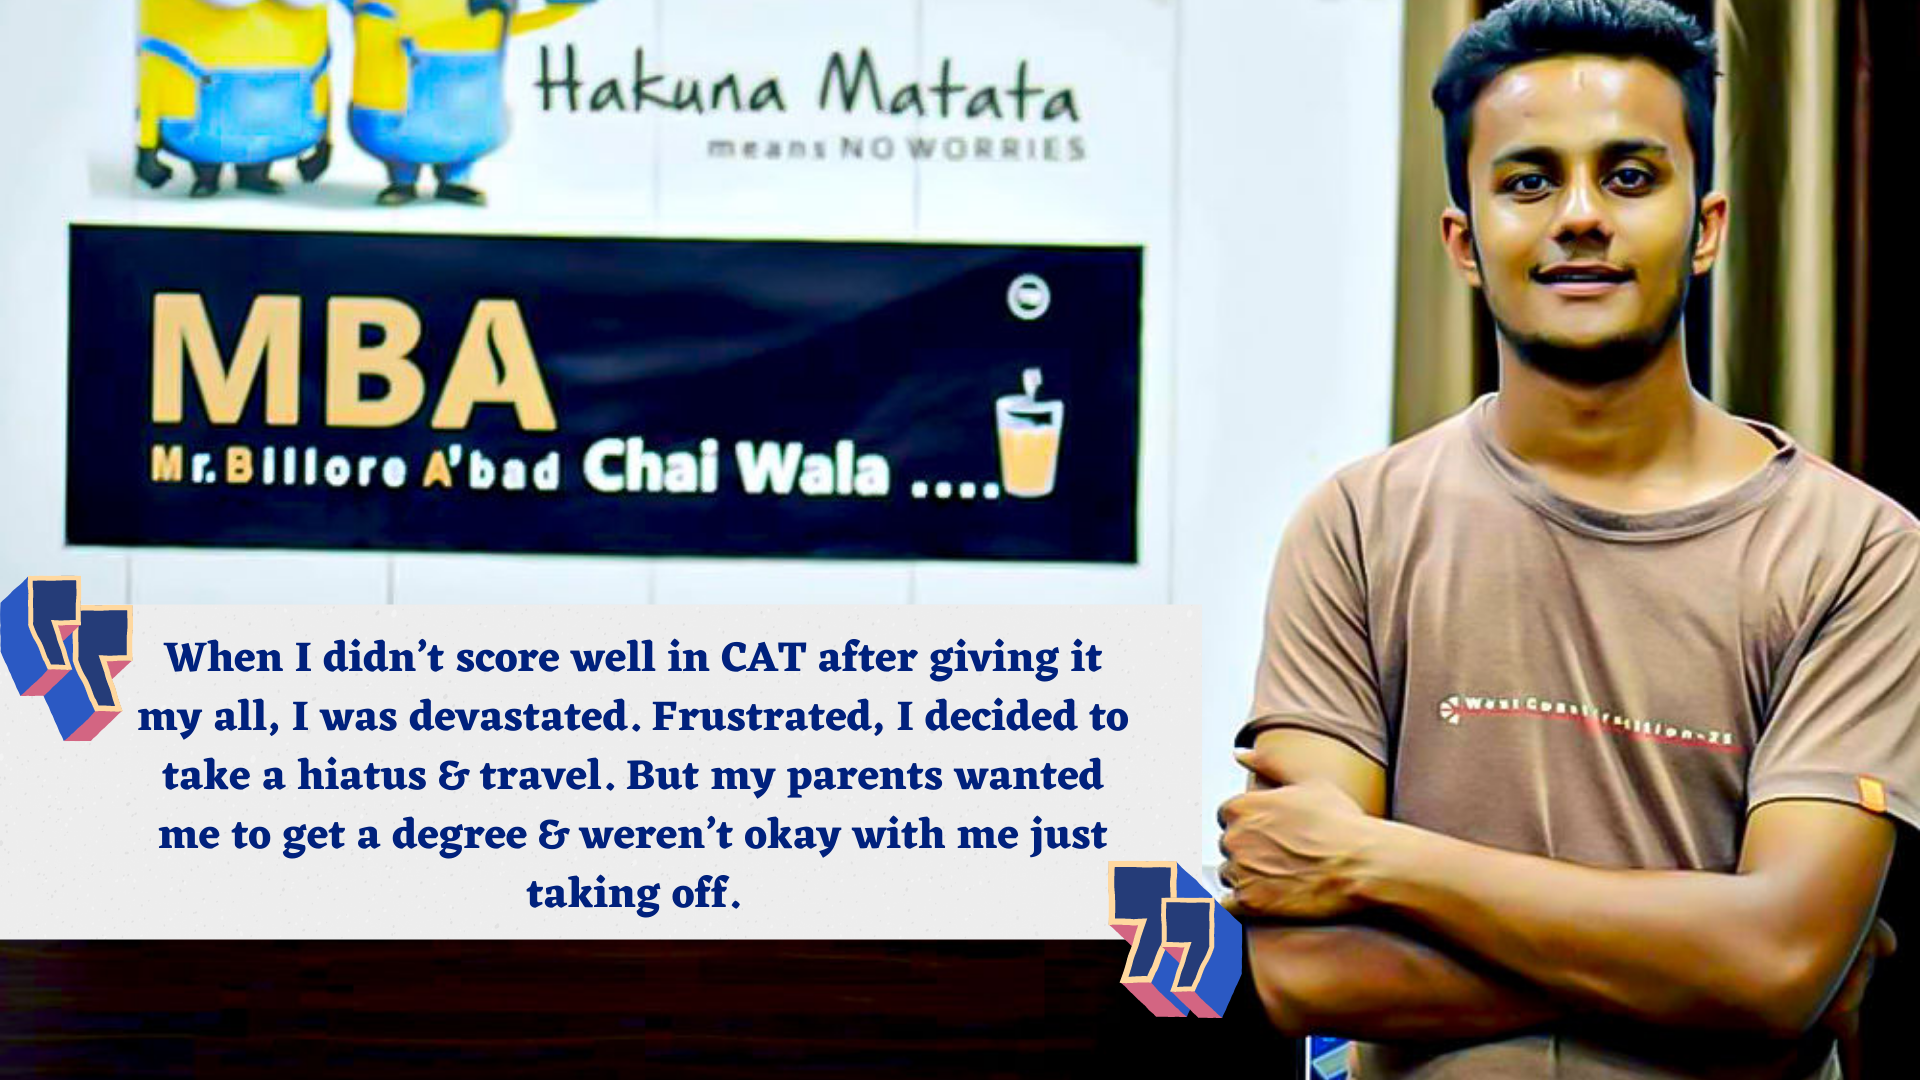 Hakuna Matata
means NO WORRIES
MBA
Mr. Billore A'bad Chai Wala ....
When I didn’t score well in CAT after giving it
my all, I was devastated. Frustrated, I decided to
take a hiatus & travel. But my parents wanted
me to get a degree & weren’t okay with me just
taking off.